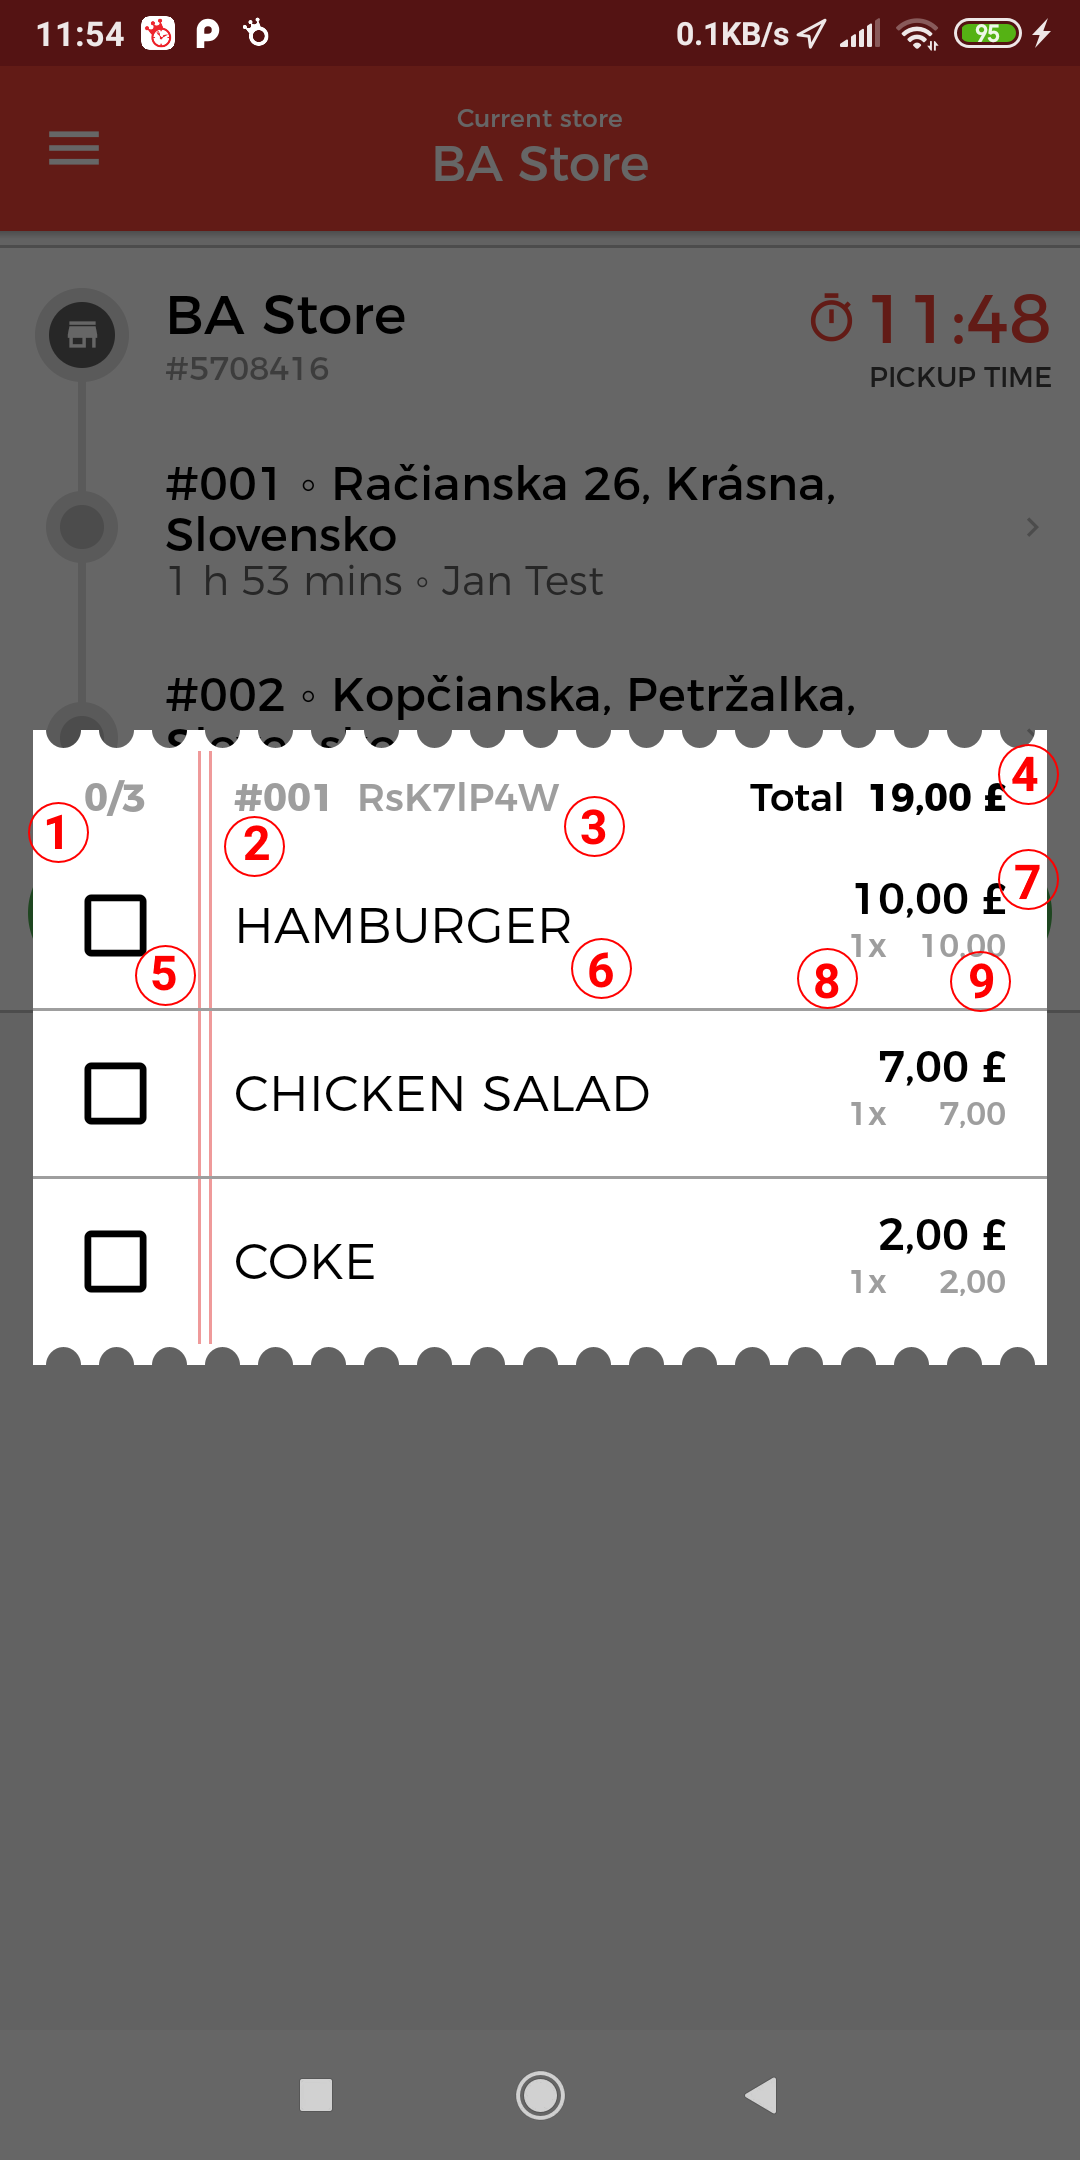 11:54 0.1KB/s 95
Current store
BA Store
BA Store 11:48
#5708416 PICKUP TIME
#001 ◦ Račianska 26, Krásna,
Slovensko
1 h 53 mins ◦ Jan Test
#002 ◦ Kopčianska, Petržalka,
0/3 #001 RsK7lP4W Total 19,00 £
1 2 3 4
HAMBURGER 10,00 £
1x 10,00
5 6 7 8 9
CHICKEN SALAD 7,00 £
1x 7,00
COKE 2,00 £
1x 2,00